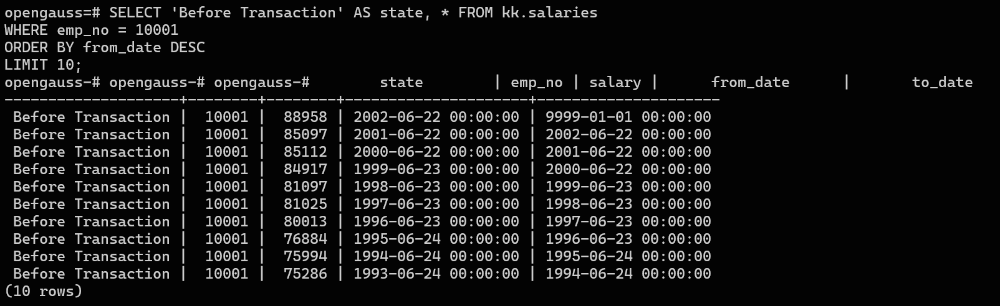 opengauss=# SELECT 'Before Transaction' AS state, * FROM kk.salaries
WHERE emp_no = 10001
ORDER BY from_date DESC
LIMIT 10;
opengauss-# opengauss-# opengauss-#        state        | emp_no | salary |      from_date      |       to_date
--------------------+--------+--------+---------------------+---------------------
 Before Transaction |  10001 |  88958 | 2002-06-22 00:00:00 | 9999-01-01 00:00:00
 Before Transaction |  10001 |  85097 | 2001-06-22 00:00:00 | 2002-06-22 00:00:00
 Before Transaction |  10001 |  85112 | 2000-06-22 00:00:00 | 2001-06-22 00:00:00
 Before Transaction |  10001 |  84917 | 1999-06-23 00:00:00 | 2000-06-22 00:00:00
 Before Transaction |  10001 |  81097 | 1998-06-23 00:00:00 | 1999-06-23 00:00:00
 Before Transaction |  10001 |  81025 | 1997-06-23 00:00:00 | 1998-06-23 00:00:00
 Before Transaction |  10001 |  80013 | 1996-06-23 00:00:00 | 1997-06-23 00:00:00
 Before Transaction |  10001 |  76884 | 1995-06-24 00:00:00 | 1996-06-23 00:00:00
 Before Transaction |  10001 |  75994 | 1994-06-24 00:00:00 | 1995-06-24 00:00:00
 Before Transaction |  10001 |  75286 | 1993-06-24 00:00:00 | 1994-06-24 00:00:00
(10 rows)